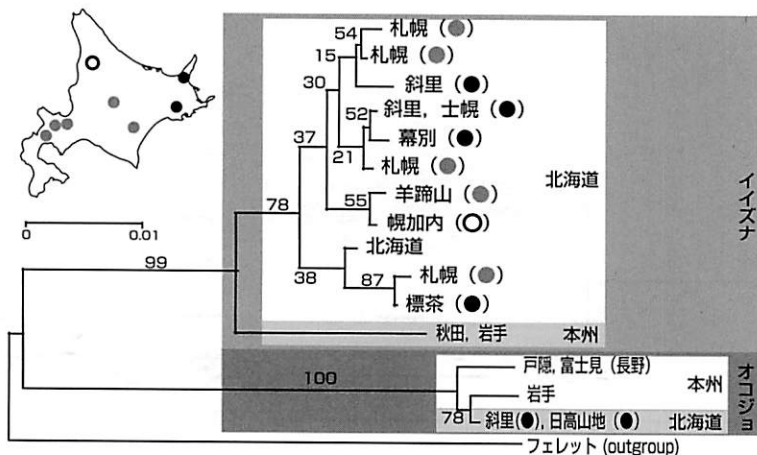 54
札幌（●）
15
札幌（●）
30
斜里（●）
52
斜里，士幌（●）
37
幕別（●）
21
札幌（●）
北海道
イイズナ
78
55
羊蹄山（●）
幌加内（○）
北海道
38
87
札幌（●）
標茶（●）
0
0.01
99
秋田，岩手
本州
100
戸隠，富士見（長野）
岩手
本州
78
斜里(●)，日高山地（●）
北海道
オコジョ
フェレット (outgroup)